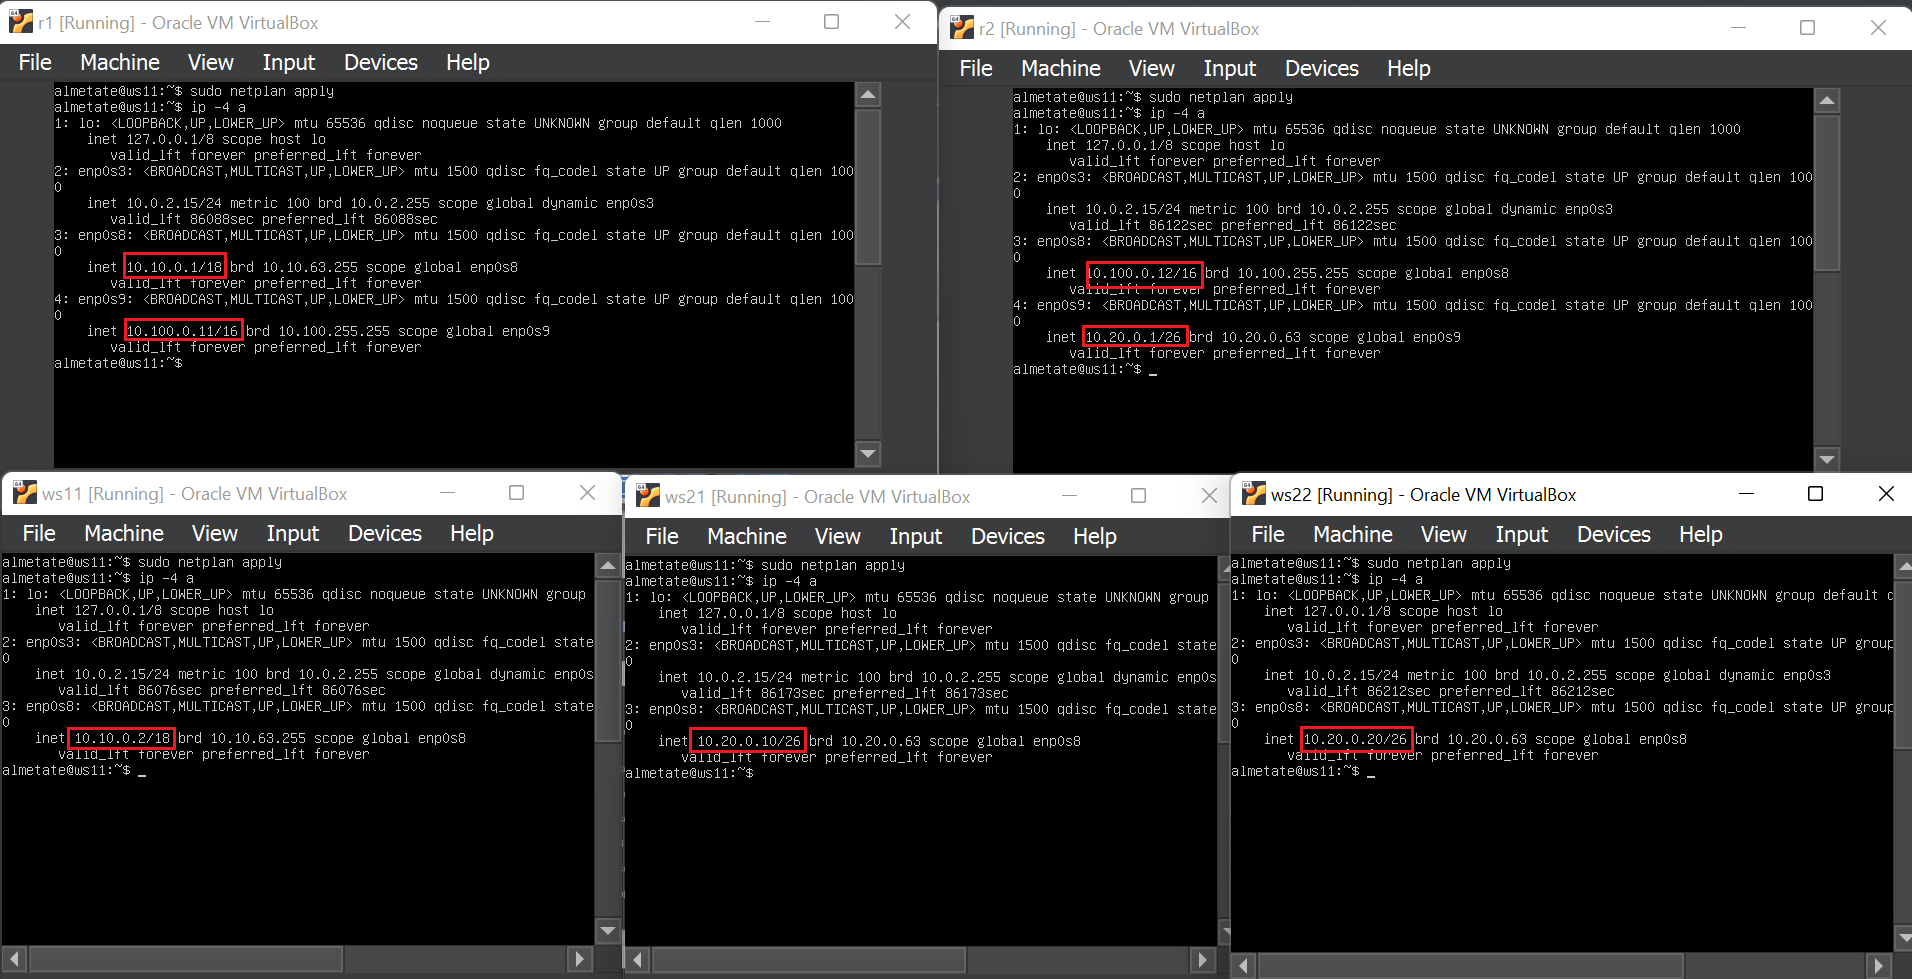 r1 [Running] - Oracle VM VirtualBox
File Machine View Input Devices Help
almetate@ws11:~$ sudo netplan apply
almetate@ws11:~$ ip -4 a
1: lo: <LOOPBACK,UP,LOWER_UP> mtu 65536 qdisc noqueue state UNKNOWN group default qlen 1000
inet 127.0.0.1/8 scope host lo
valid_lft forever preferred_lft forever
2: enp0s3: <BROADCAST,MULTICAST,UP,LOWER_UP> mtu 1500 qdisc fq_codel state UP group default qlen 100
0
inet 10.0.2.15/24 metric 100 brd 10.0.2.255 scope global dynamic enp0s3
valid_lft 86088sec preferred_lft 86088sec
3: enp0s8: <BROADCAST,MULTICAST,UP,LOWER_UP> mtu 1500 qdisc fq_codel state UP group default qlen 100
0
inet 10.10.0.1/18 brd 10.10.63.255 scope global enp0s8
valid_lft forever preferred_lft forever
4: enp0s9: <BROADCAST,MULTICAST,UP,LOWER_UP> mtu 1500 qdisc fq_codel state UP group default qlen 100
0
inet 10.100.0.11/16 brd 10.100.255.255 scope global enp0s9
valid_lft forever preferred_lft forever
almetate@ws11:~$
r2 [Running] - Oracle VM VirtualBox
File Machine View Input Devices Help
almetate@ws11:~$ sudo netplan apply
almetate@ws11:~$ ip -4 a
1: lo: <LOOPBACK,UP,LOWER_UP> mtu 65536 qdisc noqueue state UNKNOWN group default qlen 1000
inet 127.0.0.1/8 scope host lo
valid_lft forever preferred_lft forever
2: enp0s3: <BROADCAST,MULTICAST,UP,LOWER_UP> mtu 1500 qdisc fq_codel state UP group default qlen 100
0
inet 10.0.2.15/24 metric 100 brd 10.0.2.255 scope global dynamic enp0s3
valid_lft 86122sec preferred_lft 86122sec
3: enp0s8: <BROADCAST,MULTICAST,UP,LOWER_UP> mtu 1500 qdisc fq_codel state UP group default qlen 100
0
inet 10.100.0.12/16 brd 10.100.255.255 scope global enp0s8
valid_lft forever preferred_lft forever
4: enp0s9: <BROADCAST,MULTICAST,UP,LOWER_UP> mtu 1500 qdisc fq_codel state UP group default qlen 100
0
inet 10.20.0.1/26 brd 10.20.0.63 scope global enp0s9
valid_lft forever preferred_lft forever
almetate@ws11:~$ _
ws11 [Running] - Oracle VM VirtualBox
File Machine View Input Devices Help
almetate@ws11:~$ sudo netplan apply
almetate@ws11:~$ ip -4 a
1: lo: <LOOPBACK,UP,LOWER_UP> mtu 65536 qdisc noqueue state UNKNOWN group
inet 127.0.0.1/8 scope host lo
valid_lft forever preferred_lft forever
2: enp0s3: <BROADCAST,MULTICAST,UP,LOWER_UP> mtu 1500 qdisc fq_codel state
0
inet 10.0.2.15/24 metric 100 brd 10.0.2.255 scope global dynamic enp0s
valid_lft 86076sec preferred_lft 86076sec
3: enp0s8: <BROADCAST,MULTICAST,UP,LOWER_UP> mtu 1500 qdisc fq_codel state
0
inet 10.10.0.2/18 brd 10.10.63.255 scope global enp0s8
valid_lft forever preferred_lft forever
almetate@ws11:~$ _
ws21 [Running] - Oracle VM VirtualBox
File Machine View Input Devices Help
almetate@ws11:~$ sudo netplan apply
almetate@ws11:~$ ip -4 a
1: lo: <LOOPBACK,UP,LOWER_UP> mtu 65536 qdisc noqueue state UNKNOWN group
inet 127.0.0.1/8 scope host lo
valid_lft forever preferred_lft forever
2: enp0s3: <BROADCAST,MULTICAST,UP,LOWER_UP> mtu 1500 qdisc fq_codel state
0
inet 10.0.2.15/24 metric 100 brd 10.0.2.255 scope global dynamic enp0s
valid_lft 86173sec preferred_lft 86173sec
3: enp0s8: <BROADCAST,MULTICAST,UP,LOWER_UP> mtu 1500 qdisc fq_codel state
0
inet 10.20.0.10/26 brd 10.20.0.63 scope global enp0s8
valid_lft forever preferred_lft forever
almetate@ws11:~$
ws22 [Running] - Oracle VM VirtualBox
File Machine View Input Devices Help
almetate@ws11:~$ sudo netplan apply
almetate@ws11:~$ ip -4 a
1: lo: <LOOPBACK,UP,LOWER_UP> mtu 65536 qdisc noqueue state UNKNOWN group default q
inet 127.0.0.1/8 scope host lo
valid_lft forever preferred_lft forever
2: enp0s3: <BROADCAST,MULTICAST,UP,LOWER_UP> mtu 1500 qdisc fq_codel state UP group
0
inet 10.0.2.15/24 metric 100 brd 10.0.2.255 scope global dynamic enp0s3
valid_lft 86212sec preferred_lft 86212sec
3: enp0s8: <BROADCAST,MULTICAST,UP,LOWER_UP> mtu 1500 qdisc fq_codel state UP group
0
inet 10.20.0.20/26 brd 10.20.0.63 scope global enp0s8
valid_lft forever preferred_lft forever
almetate@ws11:~$ _